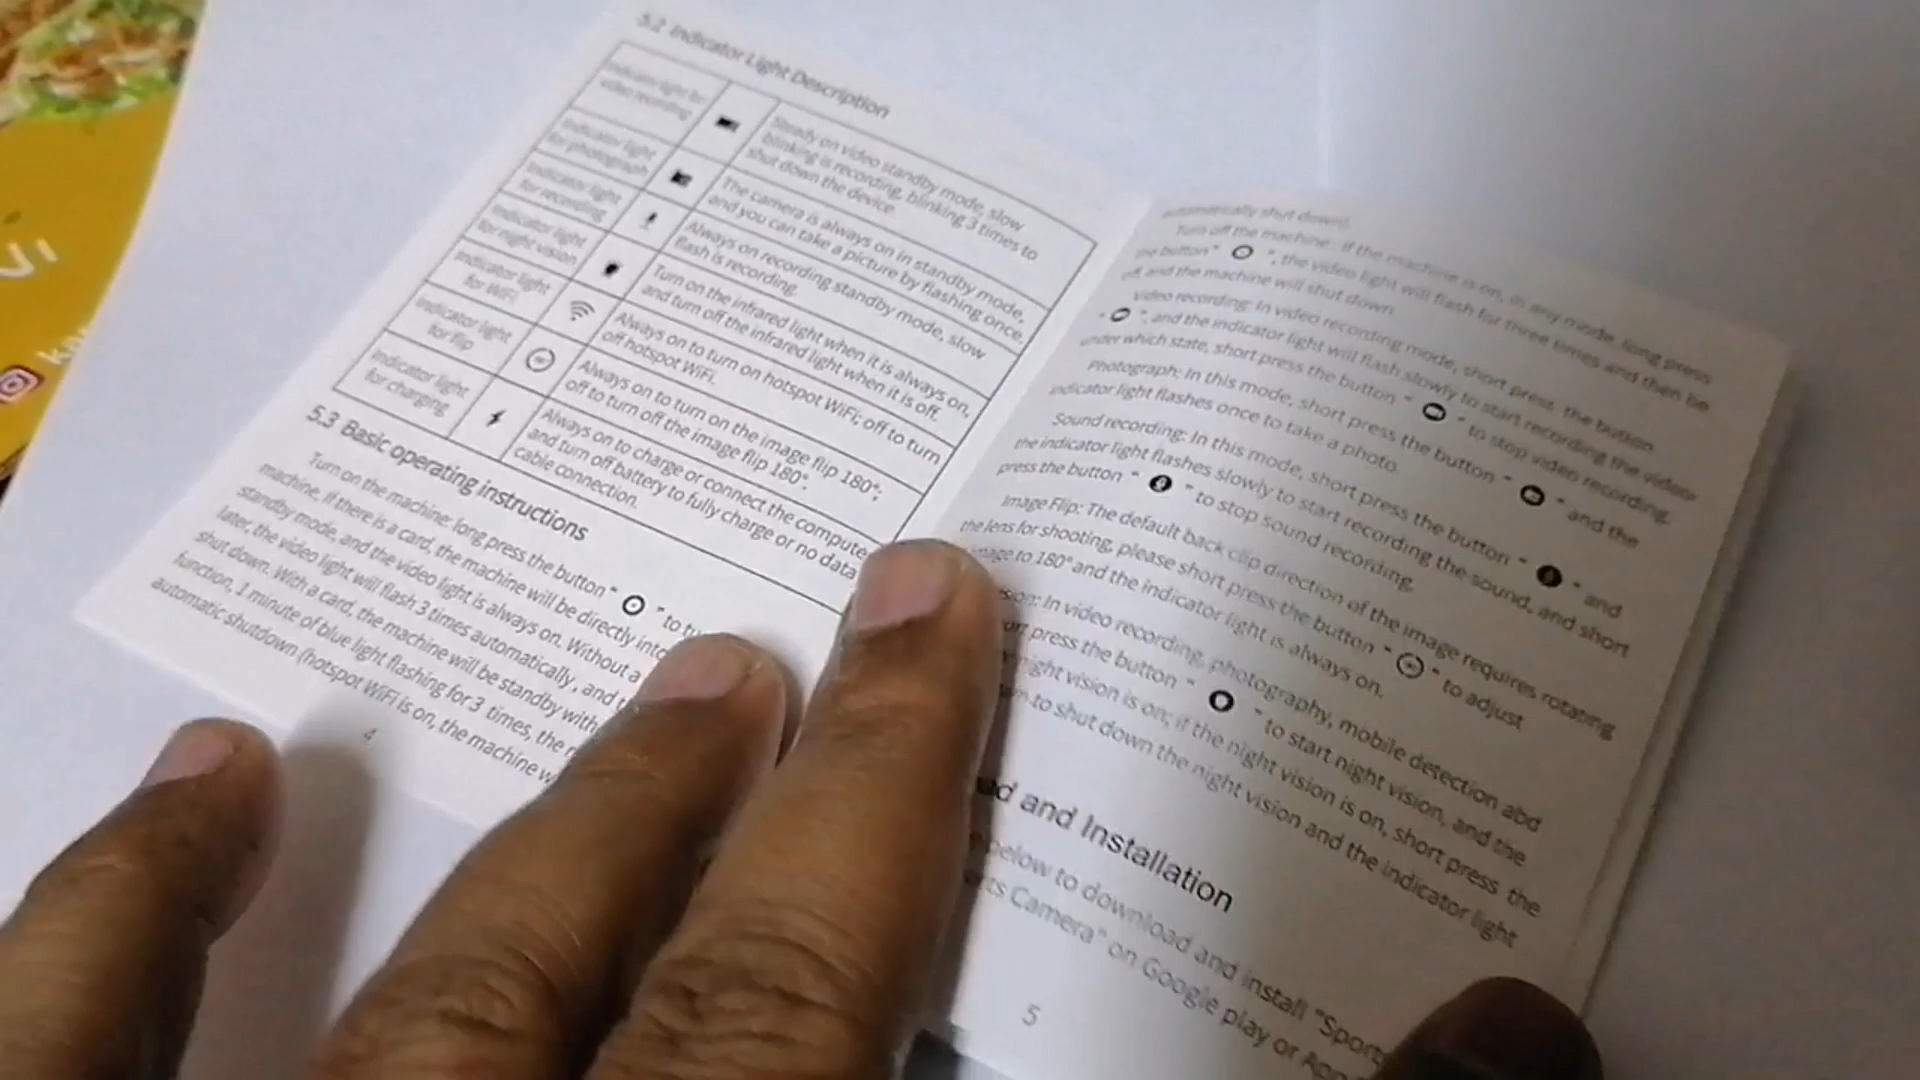 5.2 Indicator Light Description
Indicator light for
video recording
Steady on video standby mode, slow
blinking is recording, blinking 3 times to
shut down the device
Indicator light
for photograph
The camera is always on in standby mode,
and you can take a picture by flashing once,
Indicator light
for recording
Always on recording standby mode, slow
flash is recording.
Indicator light
for night vision
Turn on the infrared light when it is always on,
and turn off the infrared light when it is off.
Indicator light
for WiFi
Always on to turn on hotspot WiFi; off to turn
off hotspot WiFi.
Indicator light
for flip
Always on to turn on the image flip 180°;
off to turn off the image flip 180°.
Indicator light
for charging
Always on to charge or connect the computer
and turn off battery to fully charge or no data
cable connection.
5.3 Basic operating instructions
Turn on the machine: long press the button " " to
machine. If there is a card, the machine will be directly into
standby mode, and the video light is always on. Without a
later, the video light will flash 3 times automatically, and
shut down. With a card, the machine will be standby with
function, 1 minute of blue light flashing for 3 times, the
automatic shutdown (hotspot WiFi is on, the machine
4
automatically shut down).
Turn off the machine: If the machine is on, in any mode, long press
the button " ", the video light will flash for three times and then be
off, and the machine will shut down.
Video recording: In video recording mode, short press the button
" ", and the indicator light will flash slowly to start recording the video
under which state, short press the button " " to stop video recording.
Photograph: In this mode, short press the button " " and the
indicator light flashes once to take a photo.
Sound recording: In this mode, short press the button " " and
the indicator light flashes slowly to start recording the sound, and short
press the button " " to stop sound recording.
Image Flip: The default back clip direction of the image requires rotating
the lens for shooting, please short press the button " " to adjust
image to 180° and the indicator light is always on.
In video recording, photography, mobile detection abd
press the button " " to start night vision, and the
night vision is on; if the night vision is on, short press the
to shut down the night vision and the indicator light
and Installation
below to download and install "Sports
Camera" on Google play or
5